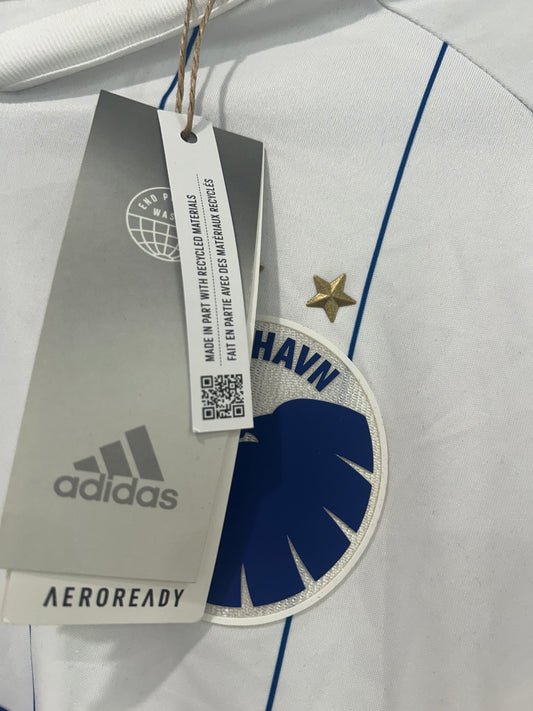 END P
WAS
MADE IN PART WITH RECYCLED MATERIALS
FAIT EN PARTIE AVEC DES MATÉRIAUX RECYCLÉS
HAVN
adidas
AEROREADY